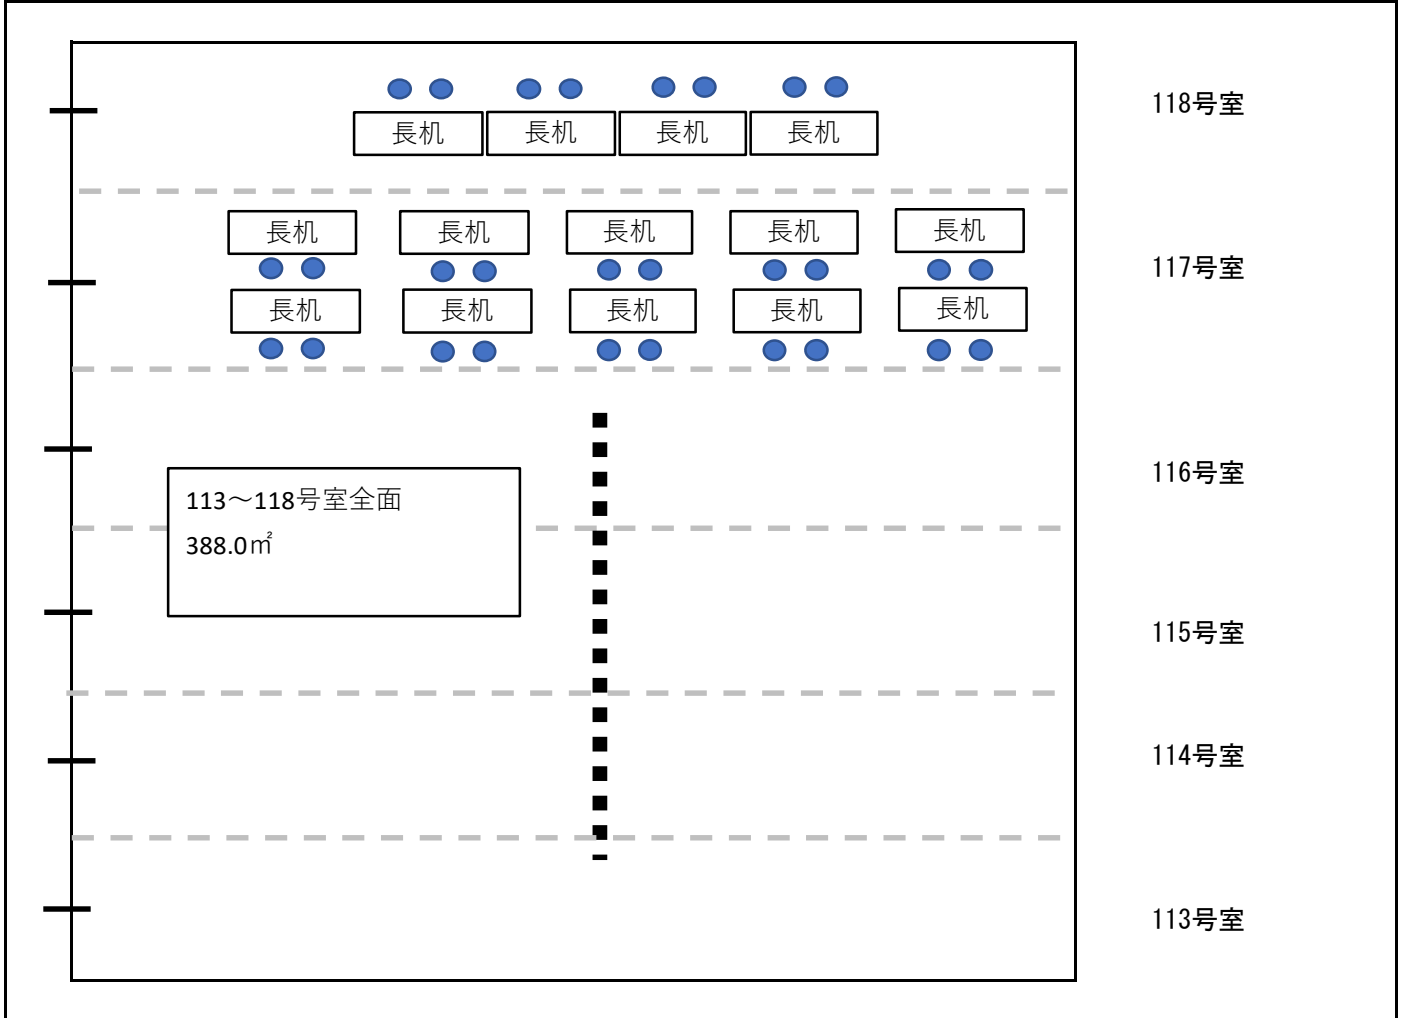 118号室
長机 長机 長机 長机
長机 長机 長机 長机 長机
117号室
長机 長机 長机 長机 長机
116号室
113～118号室全面
388.0㎡
115号室
114号室
113号室